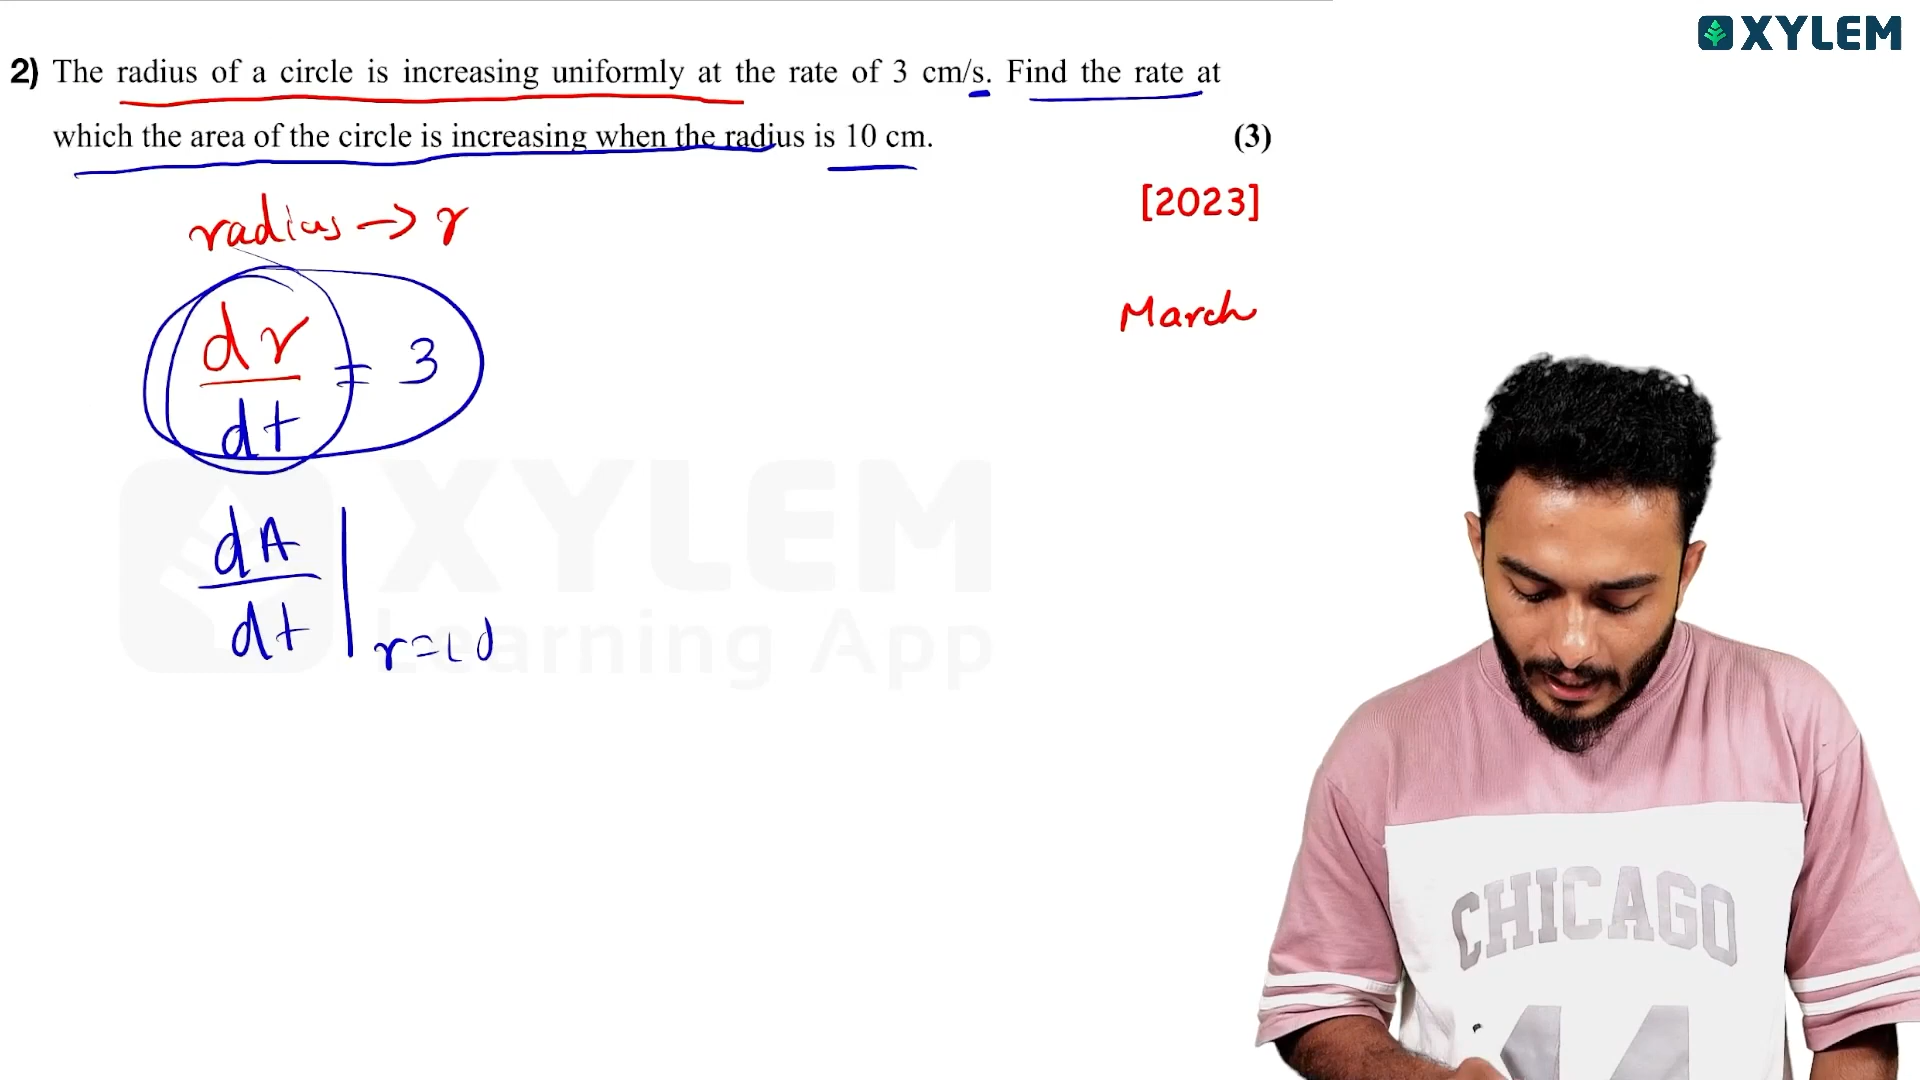 XYLEM
2) The radius of a circle is increasing uniformly at the rate of 3 cm/s. Find the rate at
which the area of the circle is increasing when the radius is 10 cm. (3)
[2023]
radius → r
March
dr/dt = 3
dA/dt | r=10
XYLEM
Learning App
CHICAGO
44